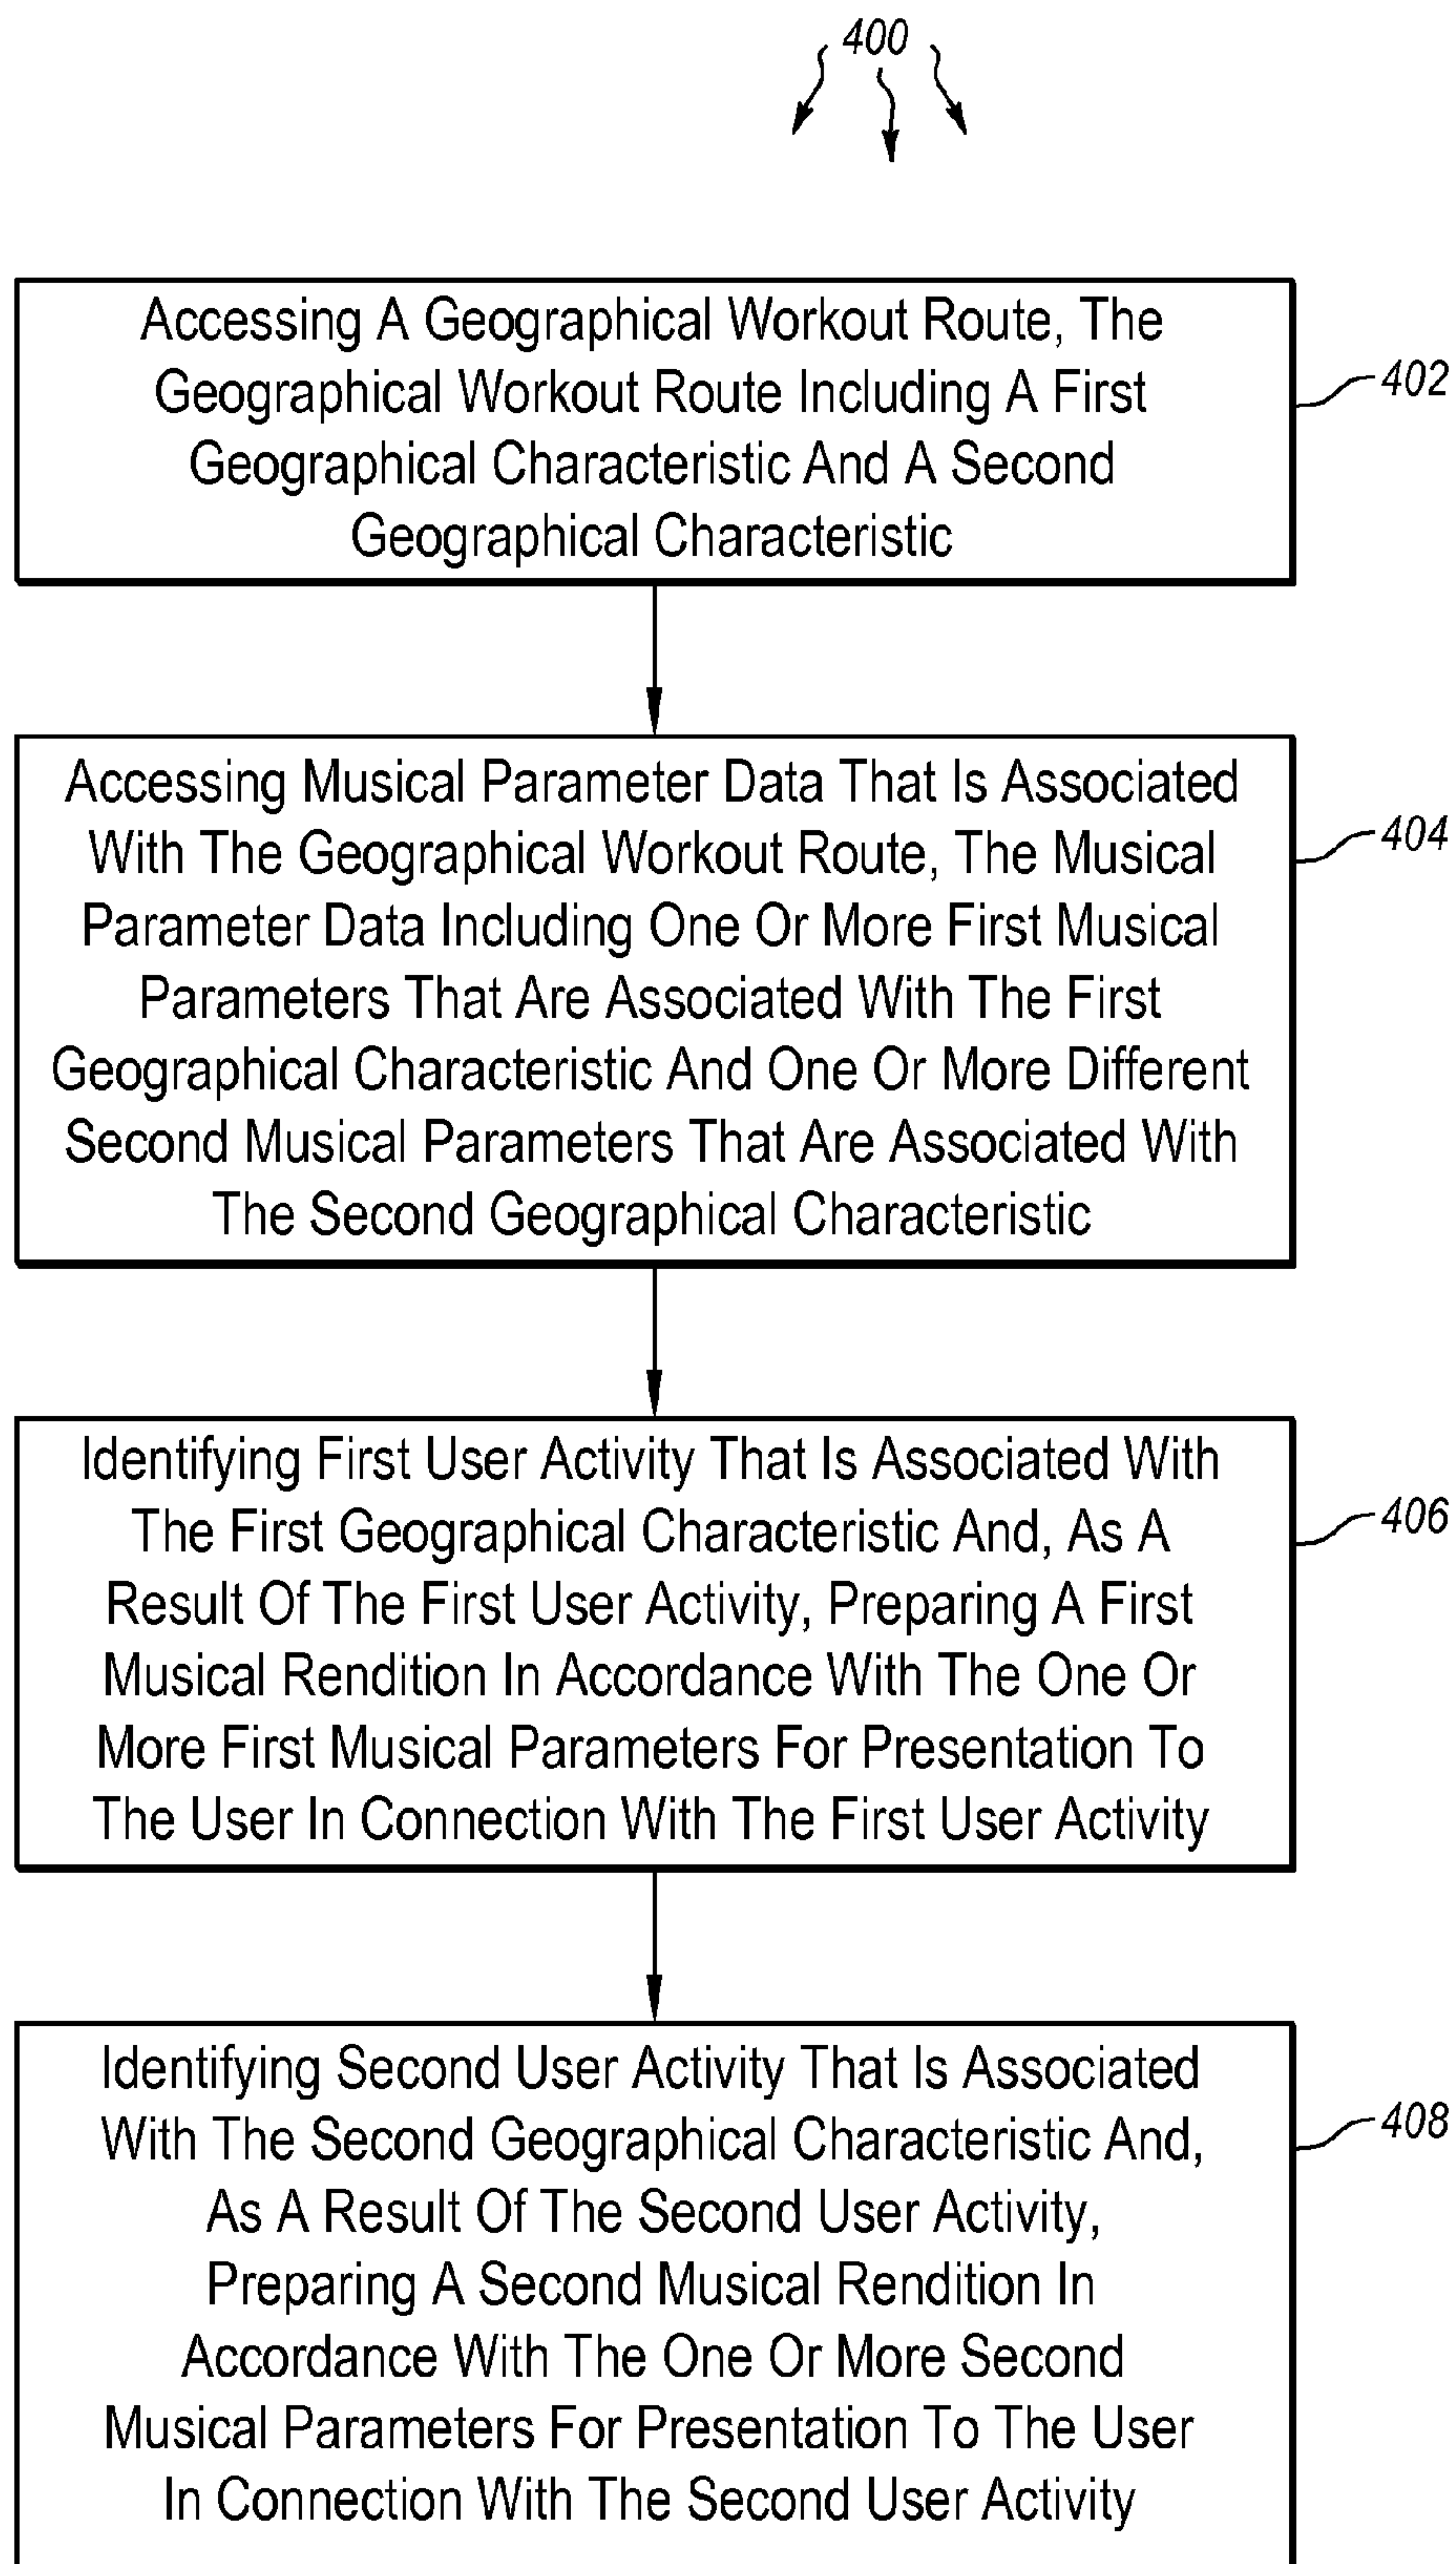 400
Accessing A Geographical Workout Route, The
Geographical Workout Route Including A First
Geographical Characteristic And A Second
Geographical Characteristic
402
Accessing Musical Parameter Data That Is Associated
With The Geographical Workout Route, The Musical
Parameter Data Including One Or More First Musical
Parameters That Are Associated With The First
Geographical Characteristic And One Or More Different
Second Musical Parameters That Are Associated With
The Second Geographical Characteristic
404
Identifying First User Activity That Is Associated With
The First Geographical Characteristic And, As A
Result Of The First User Activity, Preparing A First
Musical Rendition In Accordance With The One Or
More First Musical Parameters For Presentation To
The User In Connection With The First User Activity
406
Identifying Second User Activity That Is Associated
With The Second Geographical Characteristic And,
As A Result Of The Second User Activity,
Preparing A Second Musical Rendition In
Accordance With The One Or More Second
Musical Parameters For Presentation To The User
In Connection With The Second User Activity
408